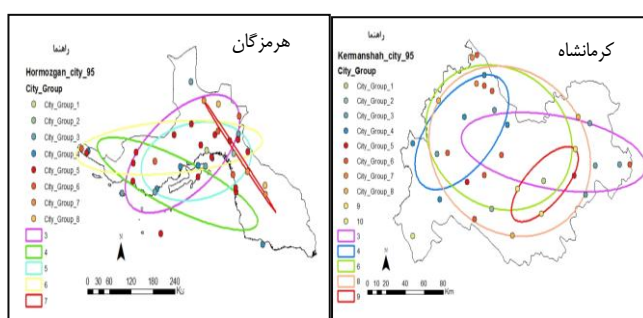 راهنما
هرمزگان
Hormozgan_city_95
City_Group
City_Group_1
City_Group_2
City_Group_3
City_Group_4
City_Group_5
City_Group_6
City_Group_7
City_Group_8
3
4
5
6
7
0 30 60 120 180 240
راهنما
کرمانشاه
Kermanshah_city_95
City_Group
City_Group_1
City_Group_2
City_Group_3
City_Group_4
City_Group_5
City_Group_6
City_Group_7
City_Group_8
9
10
3
4
6
8
9
0 10 20 40 60 80
Km